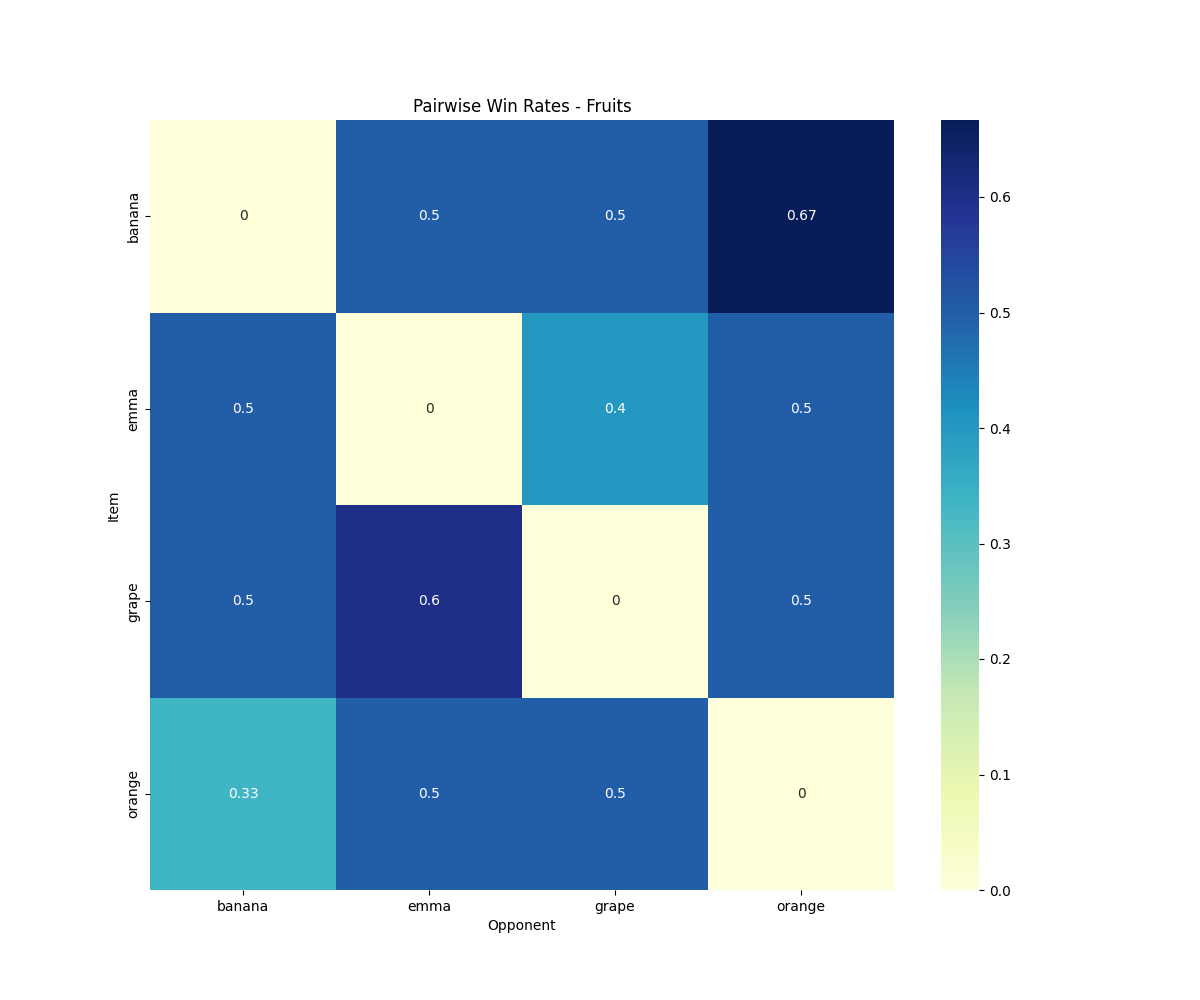 Pairwise Win Rates - Fruits
banana 0 0.5 0.5 0.67
emma 0.5 0 0.4 0.5
grape 0.5 0.6 0 0.5
orange 0.33 0.5 0.5 0
Item
banana emma grape orange
Opponent
0.6
0.5
0.4
0.3
0.2
0.1
0.0